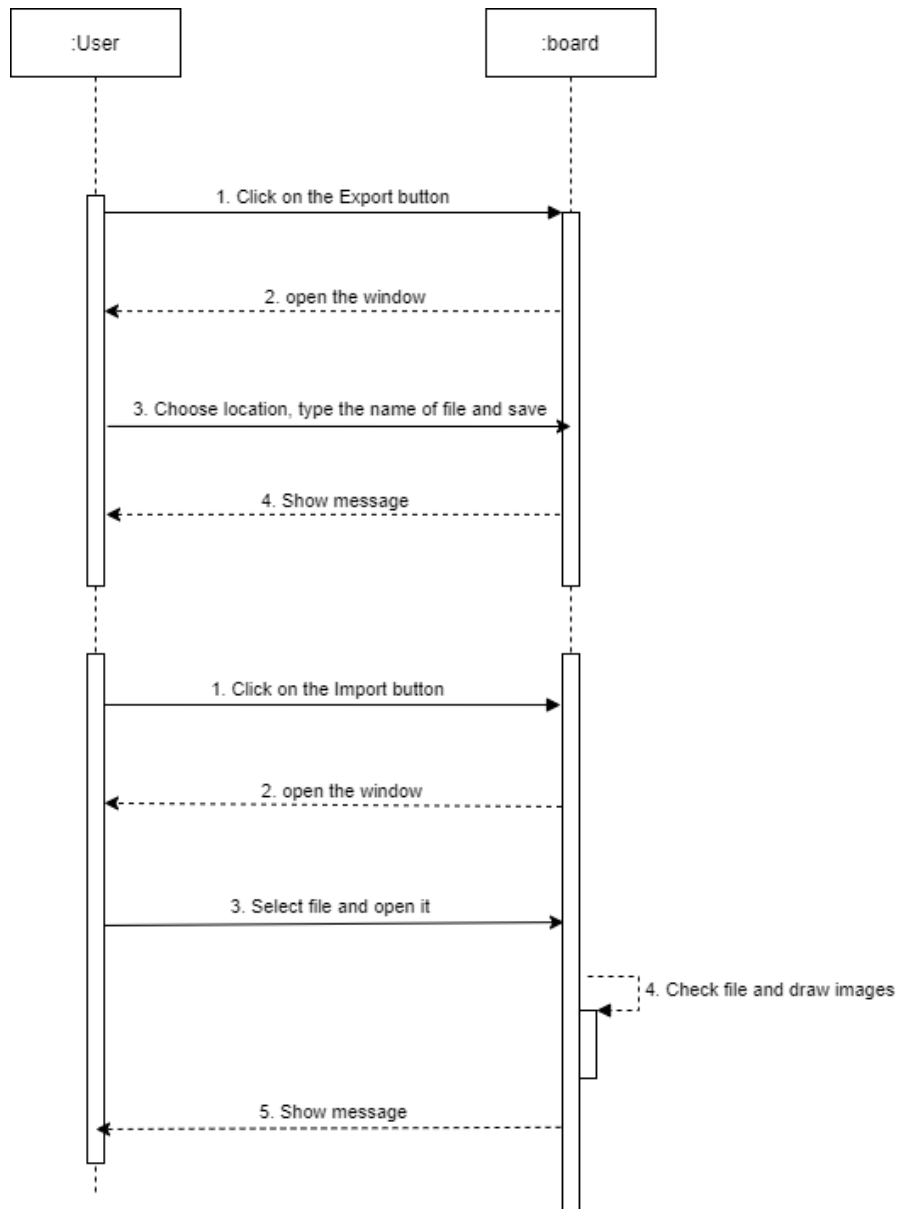 :User
:board
1. Click on the Export button
2. open the window
3. Choose location, type the name of file and save
4. Show message
1. Click on the Import button
2. open the window
3. Select file and open it
4. Check file and draw images
5. Show message